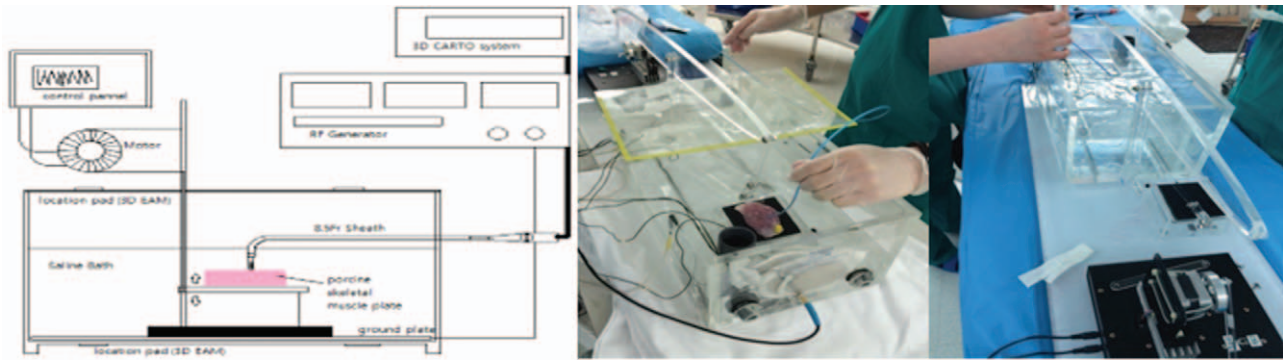 3D CARTO system
control pannel
RF Generator
Motor
location pad (3D EAM)
8.5Fr Sheath
Saline Bath
porcine
skeletal
muscle plate
ground plate
location pad (3D EAM)